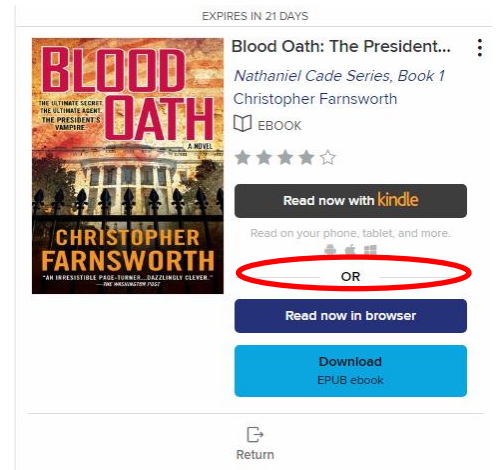 EXPIRES IN 21 DAYS
BLOOD
OATH
THE ULTIMATE SECRET.
THE ULTIMATE AGENT.
THE PRESIDENT'S
VAMPIRE.
A NOVEL
CHRISTOPHER
FARNSWORTH
"AN IRRESISTIBLE PAGE-TURNER...DAZZLINGLY CLEVER."
—THE WASHINGTON POST
Blood Oath: The President...
Nathaniel Cade Series, Book 1
Christopher Farnsworth
EBOOK
Read now with kindle
Read on your phone, tablet, and more.
OR
Read now in browser
Download
EPUB ebook
Return